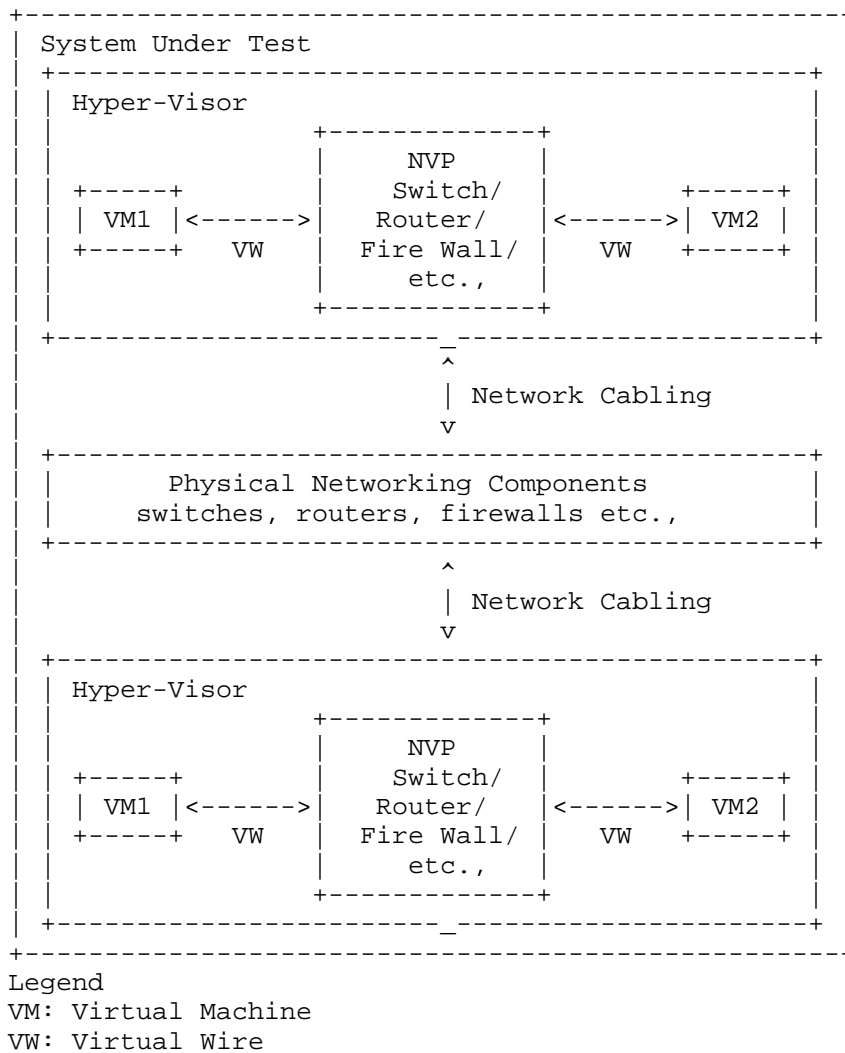 System Under Test
Hyper-Visor
NVP
Switch/
VM1 <------> Router/ <------> VM2
VW Fire Wall/ VW
etc.,
^
| Network Cabling
v
Physical Networking Components
switches, routers, firewalls etc.,
^
| Network Cabling
v
Hyper-Visor
NVP
Switch/
VM1 <------> Router/ <------> VM2
VW Fire Wall/ VW
etc.,
Legend
VM: Virtual Machine
VW: Virtual Wire